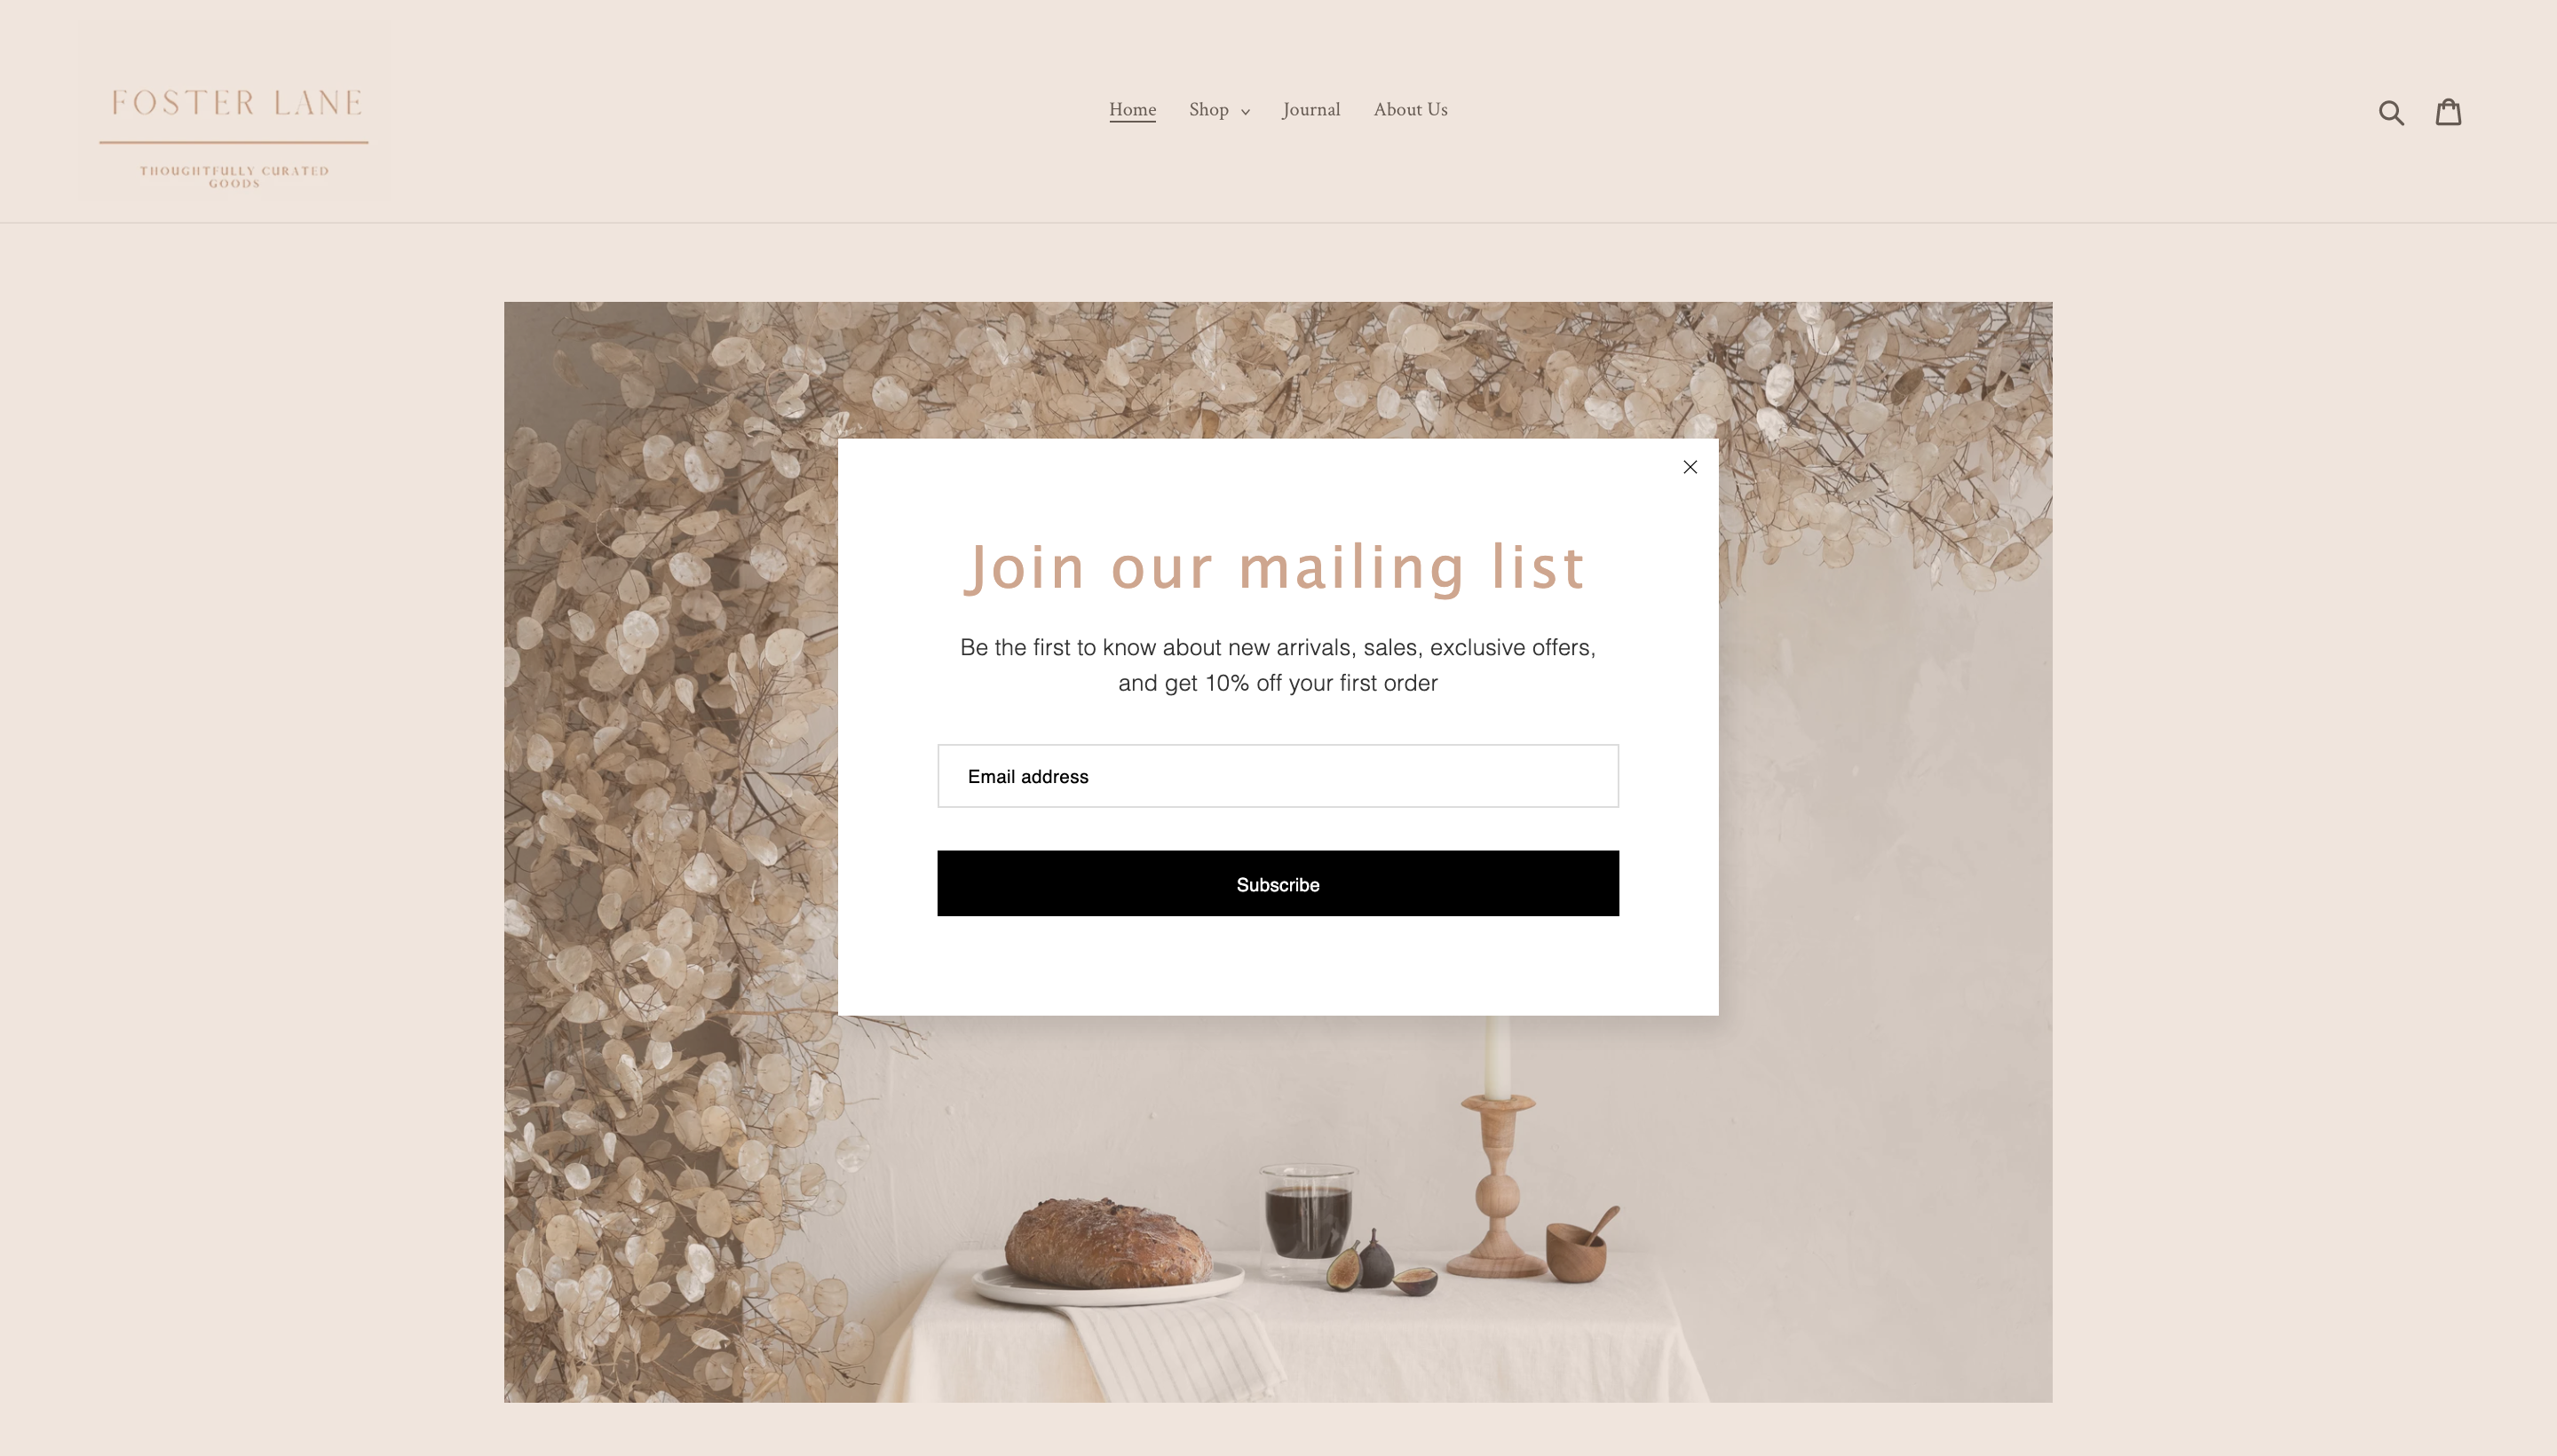 FOSTER LANE
THOUGHTFULLY CURATED
GOODS
Home Shop Journal About Us
Join our mailing list
Be the first to know about new arrivals, sales, exclusive offers,
and get 10% off your first order
Email address
Subscribe